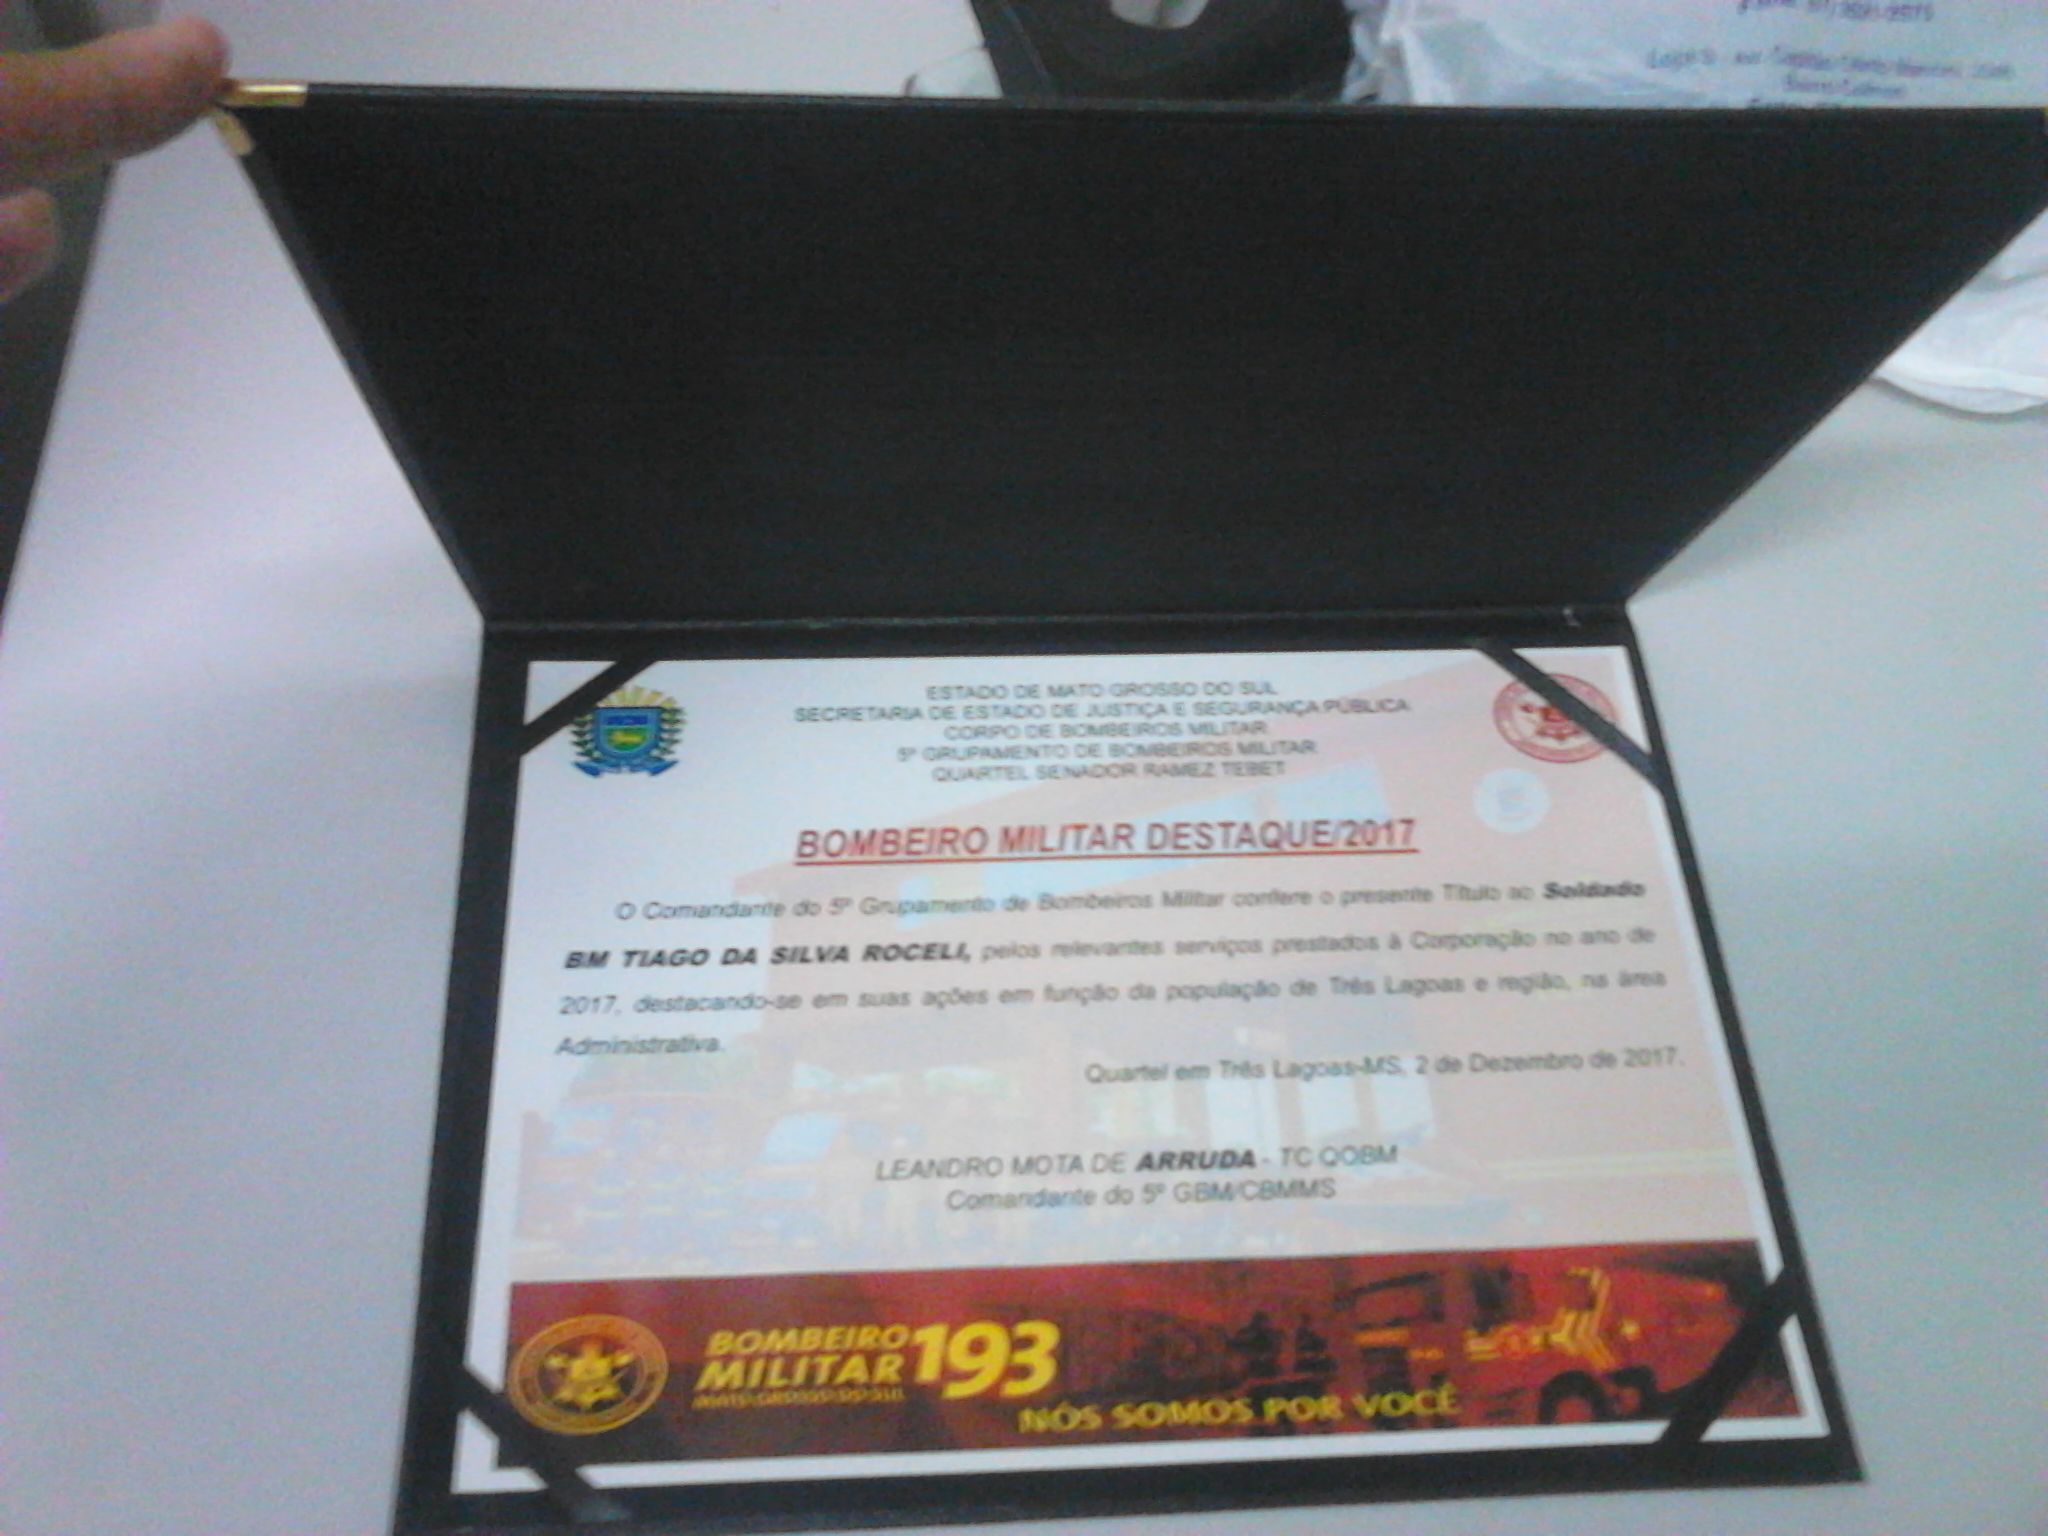 ESTADO DE MATO GROSSO DO SUL
SECRETARIA DE ESTADO DE JUSTIÇA E SEGURANÇA PÚBLICA
CORPO DE BOMBEIROS MILITAR
5º GRUPAMENTO DE BOMBEIROS MILITAR
QUARTEL SENADOR RAMEZ TEBET
BOMBEIRO MILITAR DESTAQUE/2017
O Comandante do 5º Grupamento de Bombeiros Militar confere o presente Título ao Soldado
BM TIAGO DA SILVA ROCELI, pelos relevantes serviços prestados à Corporação no ano de
2017, destacando-se em suas ações em função da população de Três Lagoas e região, na área
Administrativa.
Quartel em Três Lagoas-MS, 2 de Dezembro de 2017.
LEANDRO MOTA DE ARRUDA - TC QOBM
Comandante do 5º GBM/CBMMS
BOMBEIRO
MILITAR 193
MATO GROSSO DO SUL
NÓS SOMOS POR VOCÊ